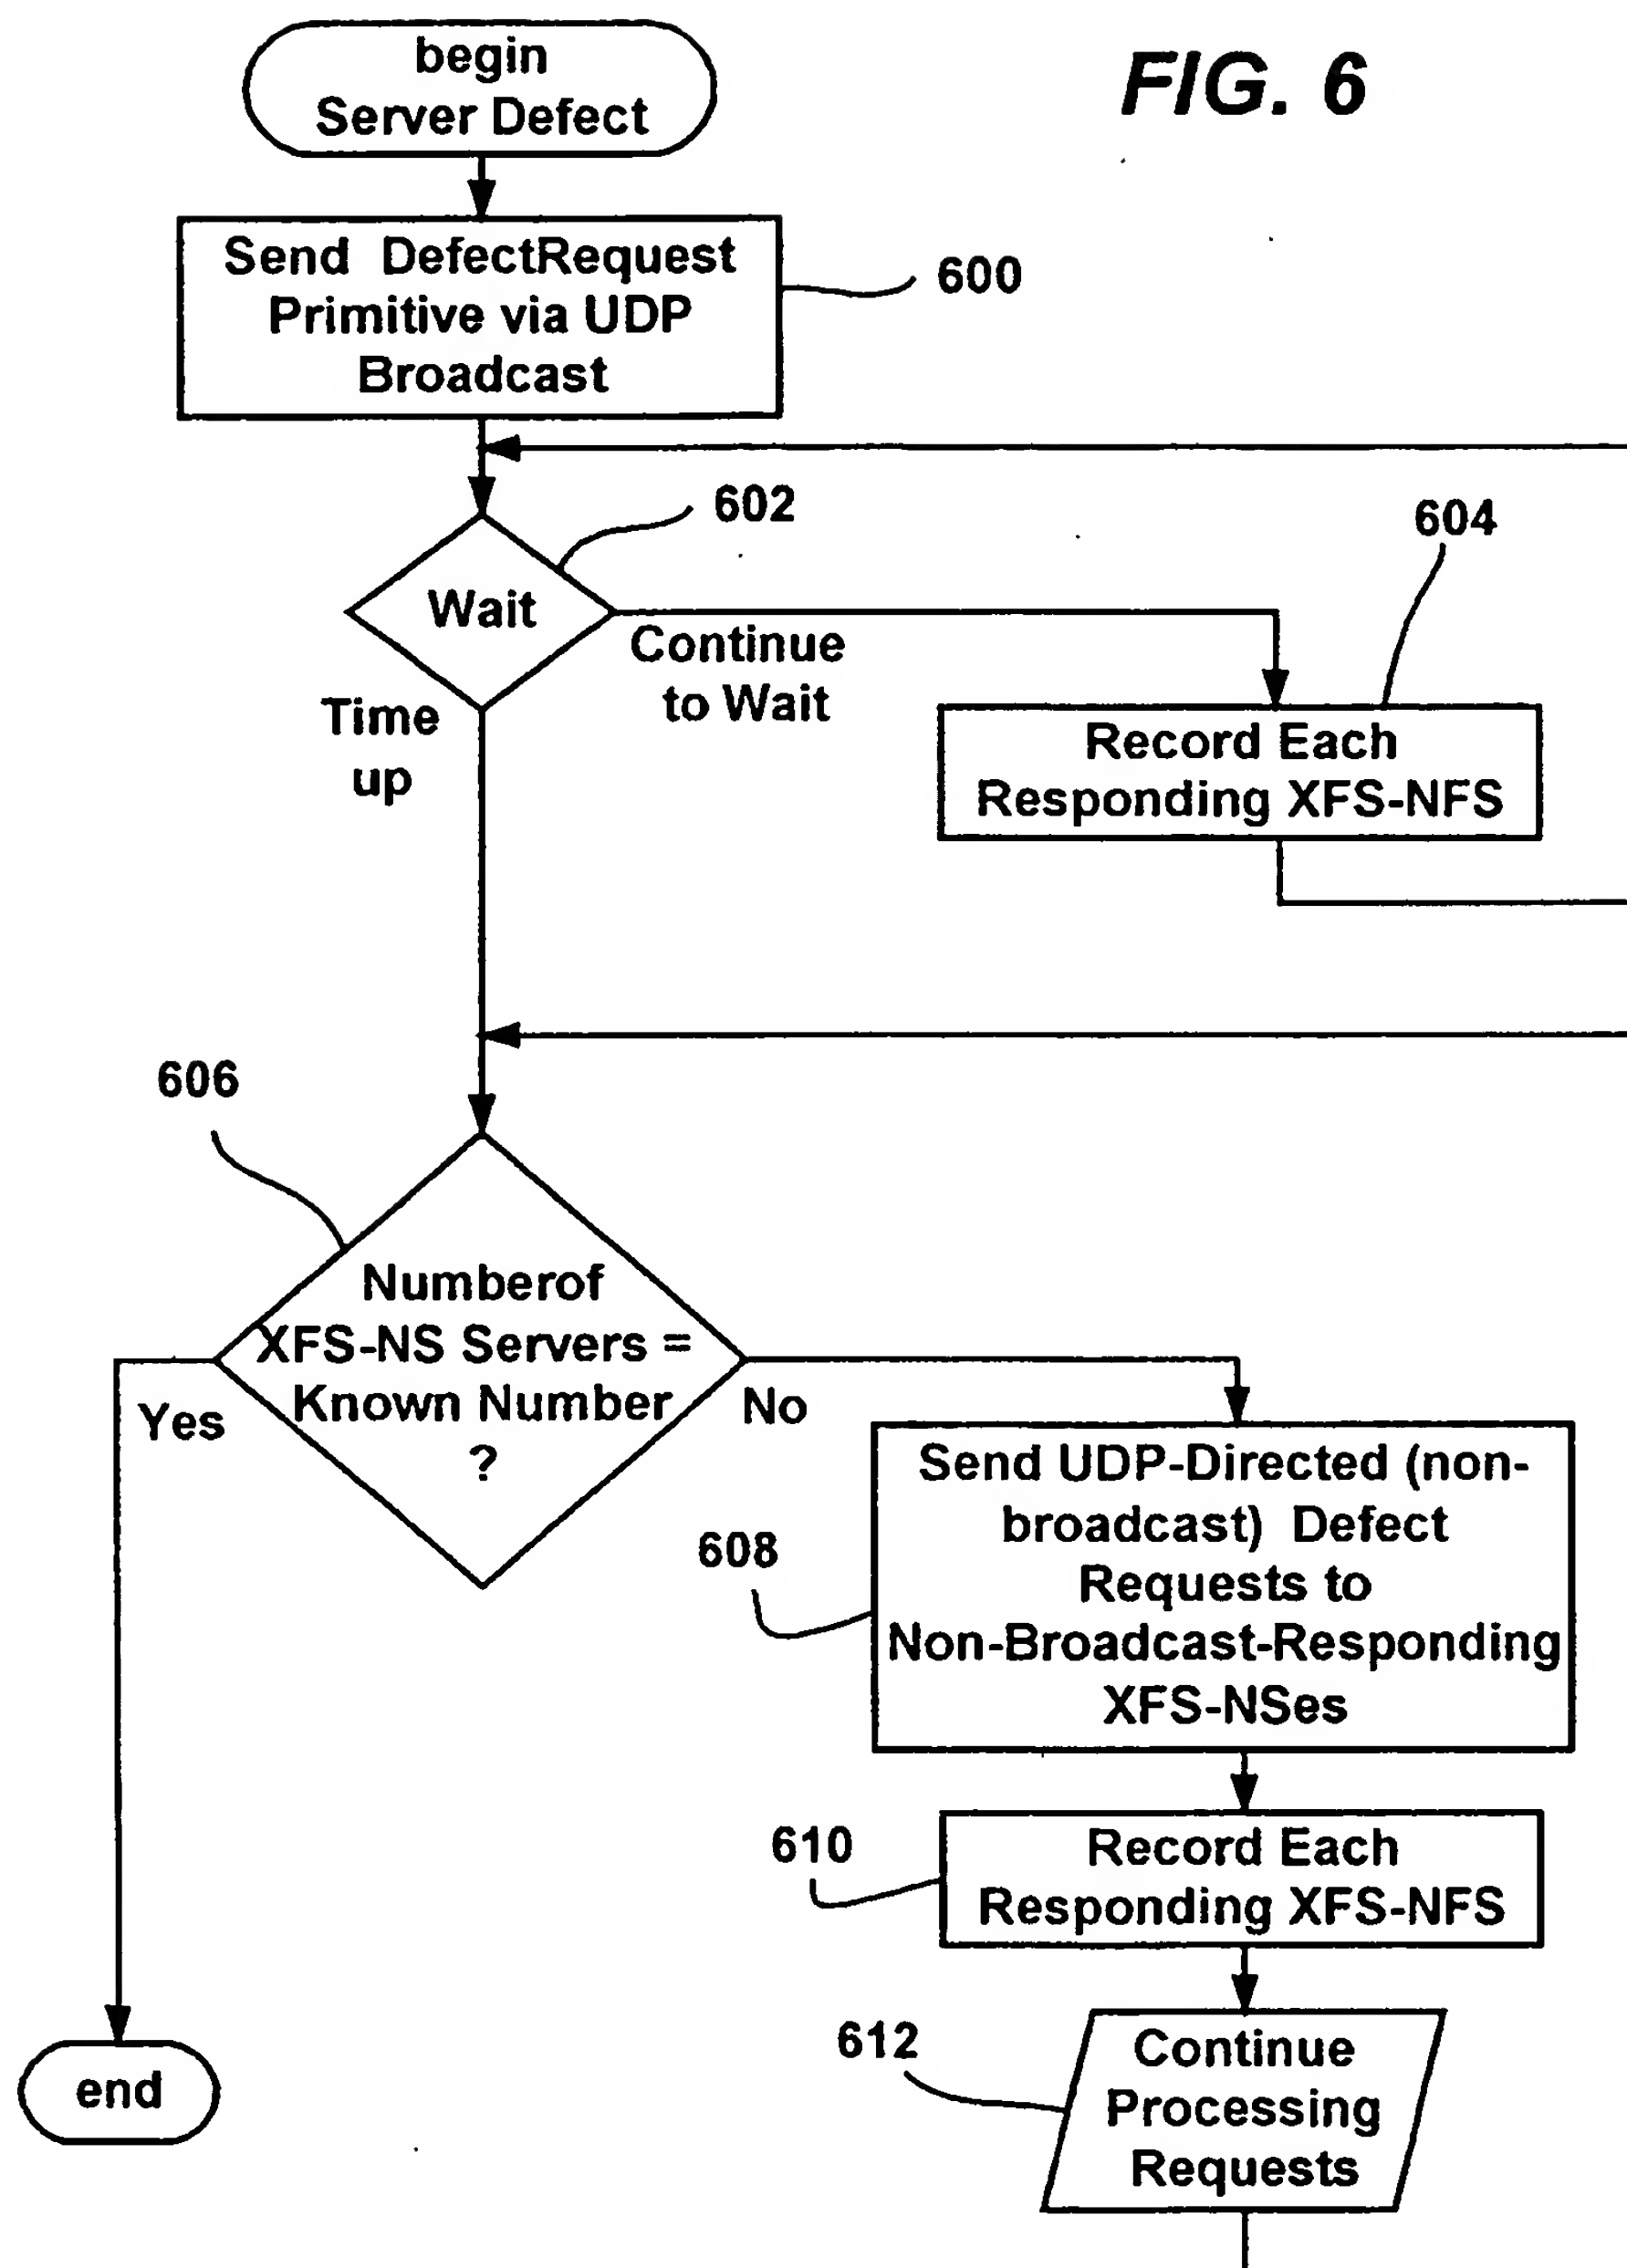 begin
Server Defect
FIG. 6
Send DefectRequest
Primitive via UDP
Broadcast
600
602
Wait
Continue
to Wait
Time
up
604
Record Each
Responding XFS-NFS
606
Numberof
XFS-NS Servers =
Known Number
?
Yes
No
Send UDP-Directed (non-
broadcast) Defect
Requests to
Non-Broadcast-Responding
XFS-NSes
608
610
Record Each
Responding XFS-NFS
612
Continue
Processing
Requests
end